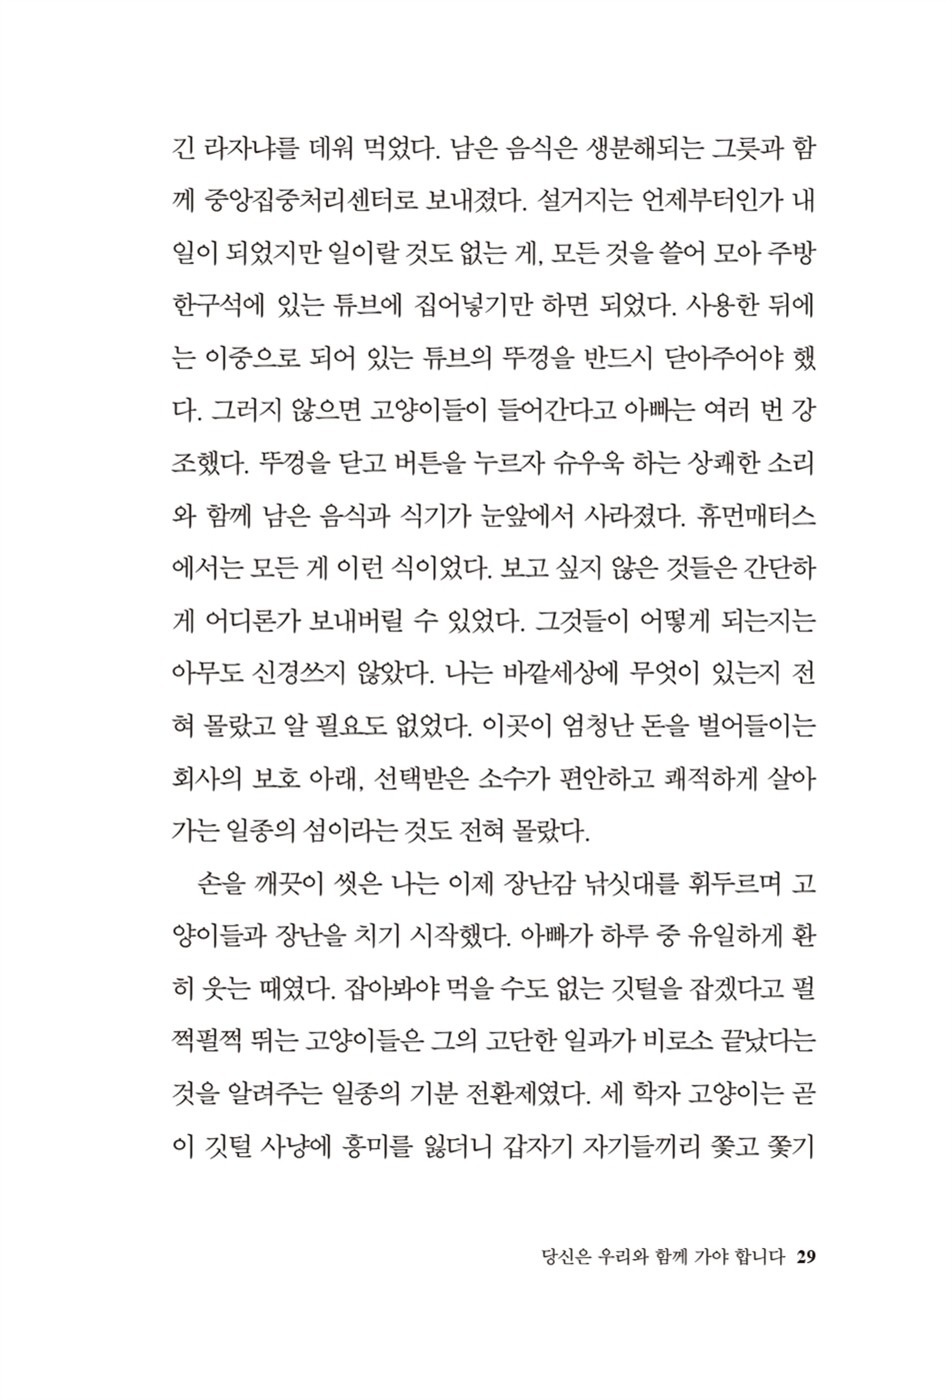 긴 라자냐를 데워 먹었다. 남은 음식은 생분해되는 그릇과 함
께 중앙집중처리센터로 보내졌다. 설거지는 언제부터인가 내
일이 되었지만 일이랄 것도 없는 게, 모든 것을 쓸어 모아 주방
한구석에 있는 튜브에 집어넣기만 하면 되었다. 사용한 뒤에
는 이중으로 되어 있는 튜브의 뚜껑을 반드시 닫아주어야 했
다. 그러지 않으면 고양이들이 들어간다고 아빠는 여러 번 강
조했다. 뚜껑을 닫고 버튼을 누르자 슈우욱 하는 상쾌한 소리
와 함께 남은 음식과 식기가 눈앞에서 사라졌다. 휴먼매터스
에서는 모든 게 이런 식이었다. 보고 싶지 않은 것들은 간단하
게 어디론가 보내버릴 수 있었다. 그것들이 어떻게 되는지는
아무도 신경쓰지 않았다. 나는 바깥세상에 무엇이 있는지 전
혀 몰랐고 알 필요도 없었다. 이곳이 엄청난 돈을 벌어들이는
회사의 보호 아래, 선택받은 소수가 편안하고 쾌적하게 살아
가는 일종의 섬이라는 것도 전혀 몰랐다.
손을 깨끗이 씻은 나는 이제 장난감 낚싯대를 휘두르며 고
양이들과 장난을 치기 시작했다. 아빠가 하루 중 유일하게 환
히 웃는 때였다. 잡아봐야 먹을 수도 없는 깃털을 잡겠다고 펄
쩍펄쩍 뛰는 고양이들은 그의 고단한 일과가 비로소 끝났다는
것을 알려주는 일종의 기분 전환제였다. 세 학자 고양이는 곧
이 깃털 사냥에 흥미를 잃더니 갑자기 자기들끼리 쫓고 쫓기
당신은 우리와 함께 가야 합니다 29